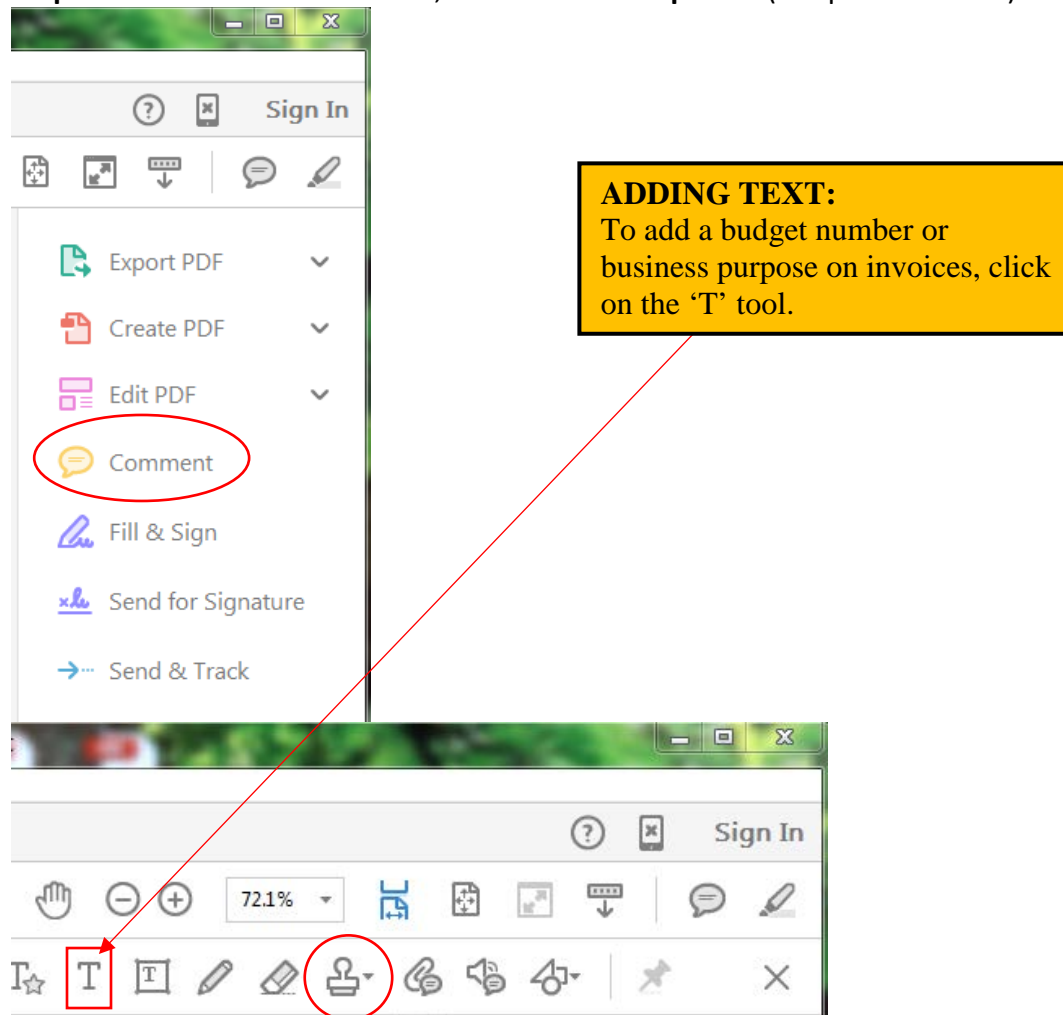 Sign In
ADDING TEXT:
To add a budget number or
business purpose on invoices, click
on the ‘T’ tool.
Export PDF
Create PDF
Edit PDF
Comment
Fill & Sign
Send for Signature
Send & Track
Sign In
72.1%
T T T